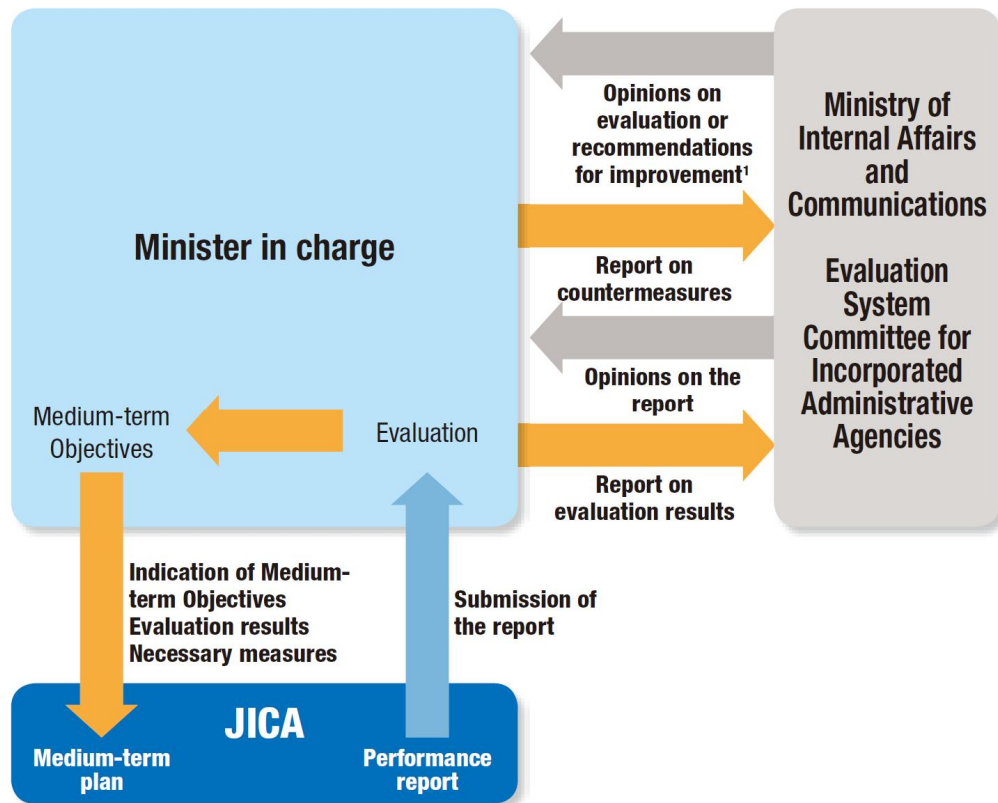 Minister in charge
Opinions on
evaluation or
recommendations
for improvement¹
Report on
countermeasures
Opinions on the
report
Report on
evaluation results
Ministry of
Internal Affairs
and
Communications
Evaluation
System
Committee for
Incorporated
Administrative
Agencies
Medium-term
Objectives
Evaluation
Indication of Medium-
term Objectives
Evaluation results
Necessary measures
Submission of
the report
JICA
Medium-term
plan
Performance
report